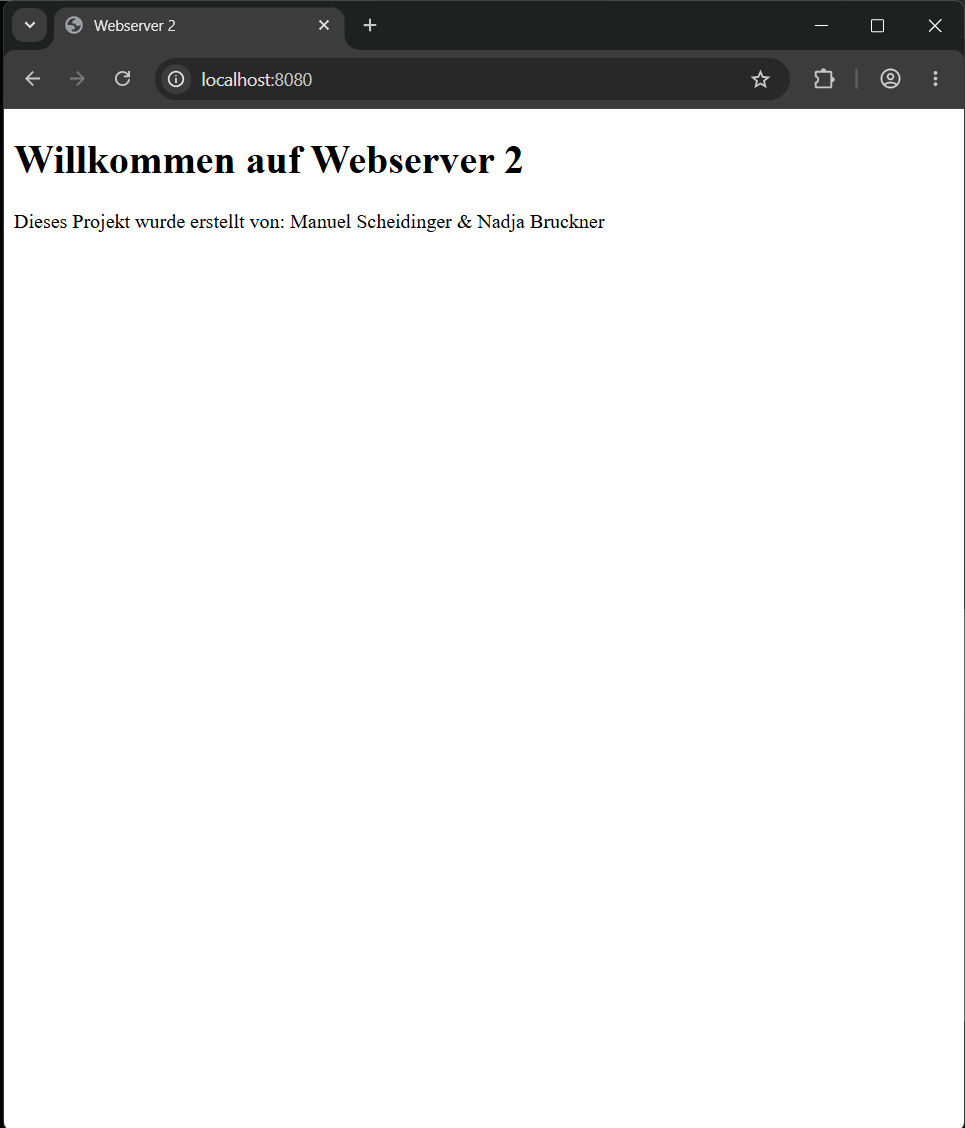 Webserver 2
localhost:8080
Willkommen auf Webserver 2
Dieses Projekt wurde erstellt von: Manuel Scheidinger & Nadja Bruckner